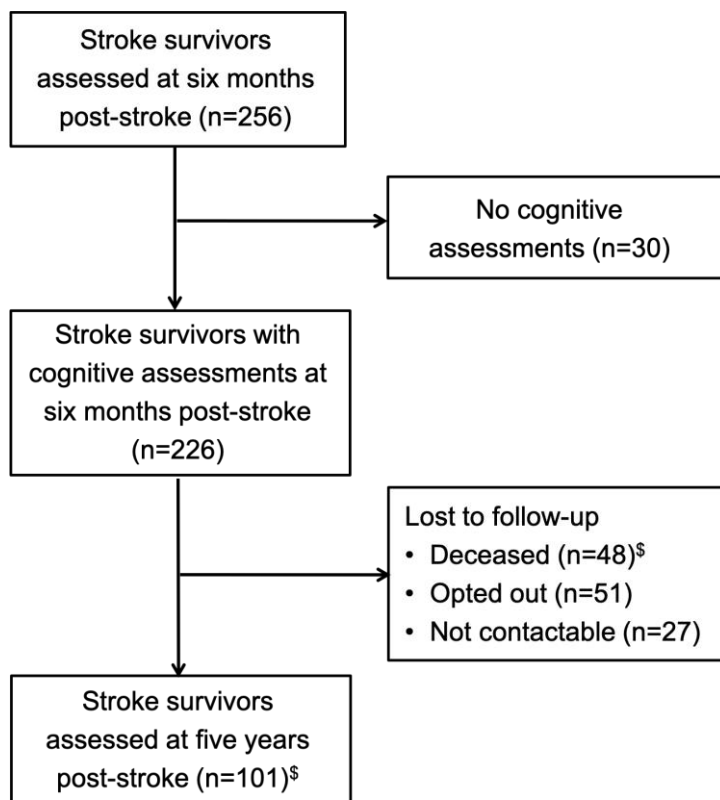 Stroke survivors
assessed at six months
post-stroke (n=256)
No cognitive
assessments (n=30)
Stroke survivors with
cognitive assessments at
six months post-stroke
(n=226)
Lost to follow-up
• Deceased (n=48)$
• Opted out (n=51)
• Not contactable (n=27)
Stroke survivors
assessed at five years
post-stroke (n=101)$